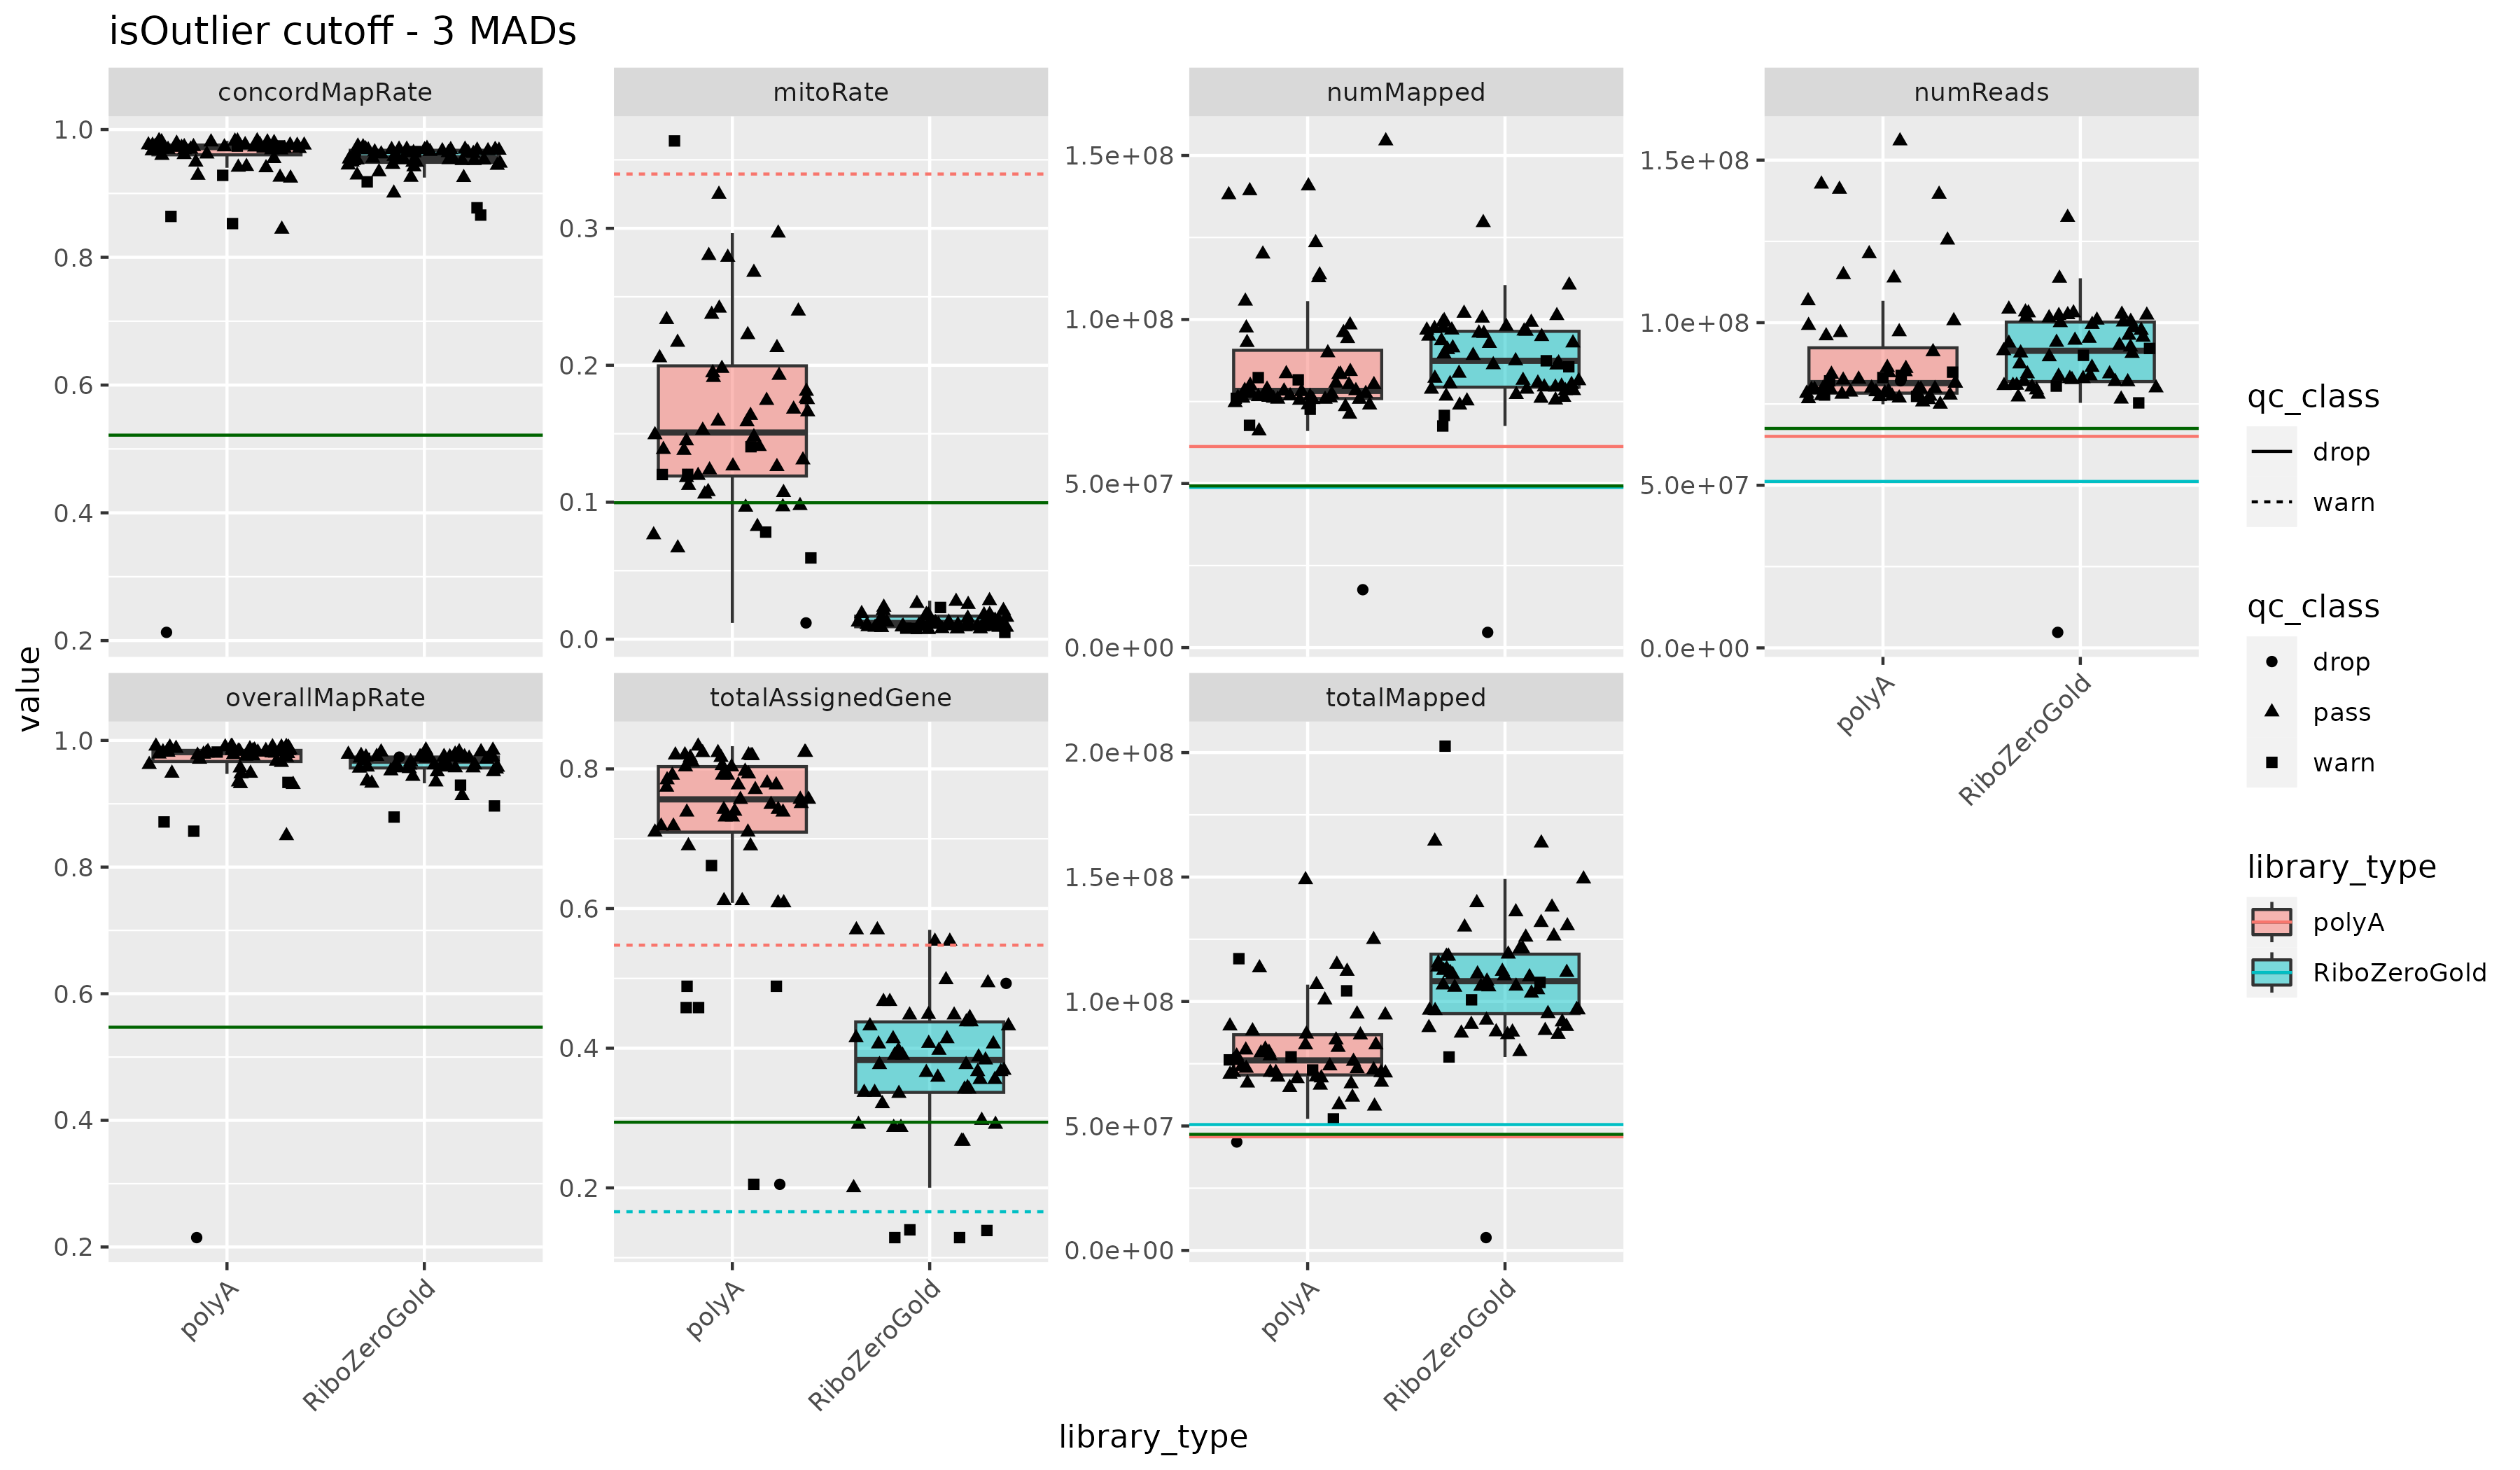 isOutlier cutoff - 3 MADs
concordMapRate
mitoRate
numMapped
numReads
1.0
0.8
0.6
0.4
0.2
0.3
0.2
0.1
0.0
1.5e+08
1.0e+08
5.0e+07
0.0e+00
1.5e+08
1.0e+08
5.0e+07
0.0e+00
polyA
RiboZeroGold
value
overallMapRate
totalAssignedGene
totalMapped
1.0
0.8
0.6
0.4
0.2
0.8
0.6
0.4
0.2
2.0e+08
1.5e+08
1.0e+08
5.0e+07
0.0e+00
polyA
RiboZeroGold
polyA
RiboZeroGold
polyA
RiboZeroGold
library_type
qc_class
drop
warn
qc_class
drop
pass
warn
library_type
polyA
RiboZeroGold